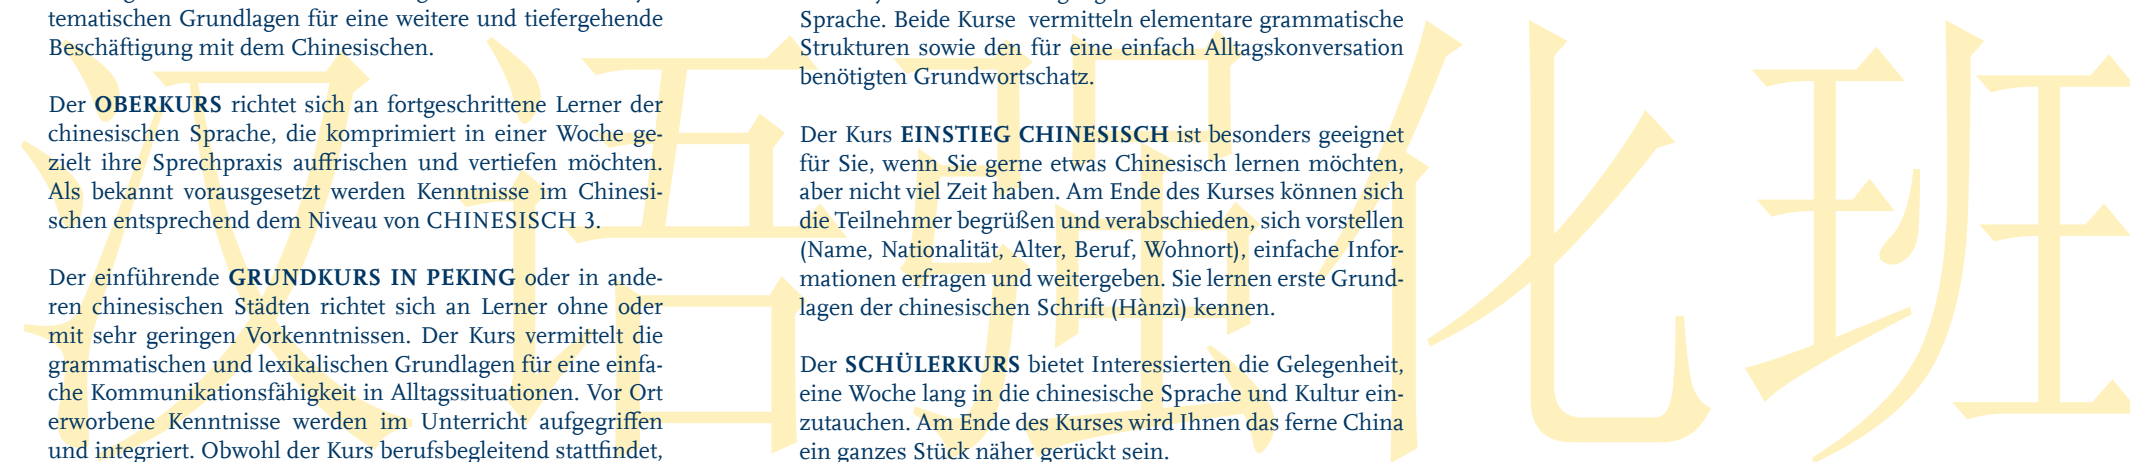 tematischen Grundlagen für eine weitere und tiefergehende
Beschäftigung mit dem Chinesischen.
Der OBERKURS richtet sich an fortgeschrittene Lerner der
chinesischen Sprache, die komprimiert in einer Woche ge-
zielt ihre Sprechpraxis auffrischen und vertiefen möchten.
Als bekannt vorausgesetzt werden Kenntnisse im Chinesi-
schen entsprechend dem Niveau von CHINESISCH 3.
Der einführende GRUNDKURS IN PEKING oder in ande-
ren chinesischen Städten richtet sich an Lerner ohne oder
mit sehr geringen Vorkenntnissen. Der Kurs vermittelt die
grammatischen und lexikalischen Grundlagen für eine einfa-
che Kommunikationsfähigkeit in Alltagssituationen. Vor Ort
erworbene Kenntnisse werden im Unterricht aufgegriffen
und integriert. Obwohl der Kurs berufsbegleitend stattfindet,
Sprache. Beide Kurse vermitteln elementare grammatische
Strukturen sowie den für eine einfach Alltagskonversation
benötigten Grundwortschatz.
Der Kurs EINSTIEG CHINESISCH ist besonders geeignet
für Sie, wenn Sie gerne etwas Chinesisch lernen möchten,
aber nicht viel Zeit haben. Am Ende des Kurses können sich
die Teilnehmer begrüßen und verabschieden, sich vorstellen
(Name, Nationalität, Alter, Beruf, Wohnort), einfache Infor-
mationen erfragen und weitergeben. Sie lernen erste Grund-
lagen der chinesischen Schrift (Hànzì) kennen.
Der SCHÜLERKURS bietet Interessierten die Gelegenheit,
eine Woche lang in die chinesische Sprache und Kultur ein-
zutauchen. Am Ende des Kurses wird Ihnen das ferne China
ein ganzes Stück näher gerückt sein.
汉语强化班